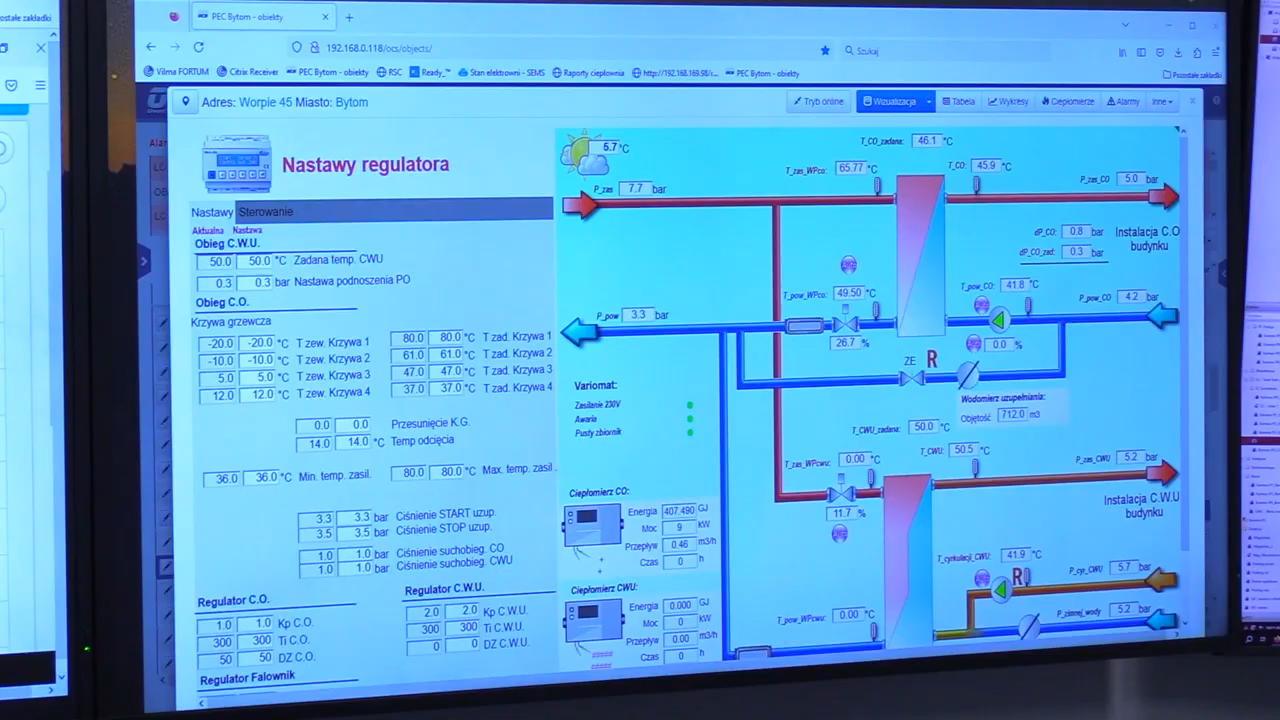 ozostałe zakładki
PEC Bytom - obiekty
192.168.0.118/ocs/objects/
Szukaj
Vilma FORTUM
Citrix Receiver
PEC Bytom - obiekty
RSC
Ready_™
Stan elektrowni - SEMS
Raporty ciepłownia
http://192.168.169.98/r...
PEC Bytom - obiekty
Pozostałe zakładki
Adres: Worpie 45 Miasto: Bytom
Tryb online
Wizualizacja
Tabela
Wykresy
Ciepłomierze
Alarmy
Inne
Nastawy regulatora
Nastawy Sterowanie
Aktualna Nastawa
Obieg C.W.U.
50.0 50.0 °C Zadana temp. CWU
0.3 0.3 bar Nastawa podnoszenia PO
Obieg C.O.
Krzywa grzewcza
-20.0 -20.0 °C T zew. Krzywa 1 80.0 80.0 °C T zad. Krzywa 1
-10.0 -10.0 °C T zew. Krzywa 2 61.0 61.0 °C T zad. Krzywa 2
5.0 5.0 °C T zew. Krzywa 3 47.0 47.0 °C T zad. Krzywa 3
12.0 12.0 °C T zew. Krzywa 4 37.0 37.0 °C T zad. Krzywa 4
0.0 0.0 Przesunięcie K.G.
14.0 14.0 °C Temp odcięcia
36.0 36.0 °C Min. temp. zasil. 80.0 80.0 °C Max. temp. zasil.
3.3 3.3 bar Ciśnienie START uzup.
3.5 3.5 bar Ciśnienie STOP uzup.
1.0 1.0 bar Ciśnienie suchobieg. CO
1.0 1.0 bar Ciśnienie suchobieg. CWU
Regulator C.O.
1.0 1.0 Kp C.O.
300 300 Ti C.O.
50 50 DZ C.O.
Regulator C.W.U.
2.0 2.0 Kp C.W.U.
300 300 Ti C.W.U.
0 0 DZ C.W.U.
Regulator Falownik
5.7 °C
T_CO_zadana: 46.1 °C
T_zas_WPco: 65.77 °C
T_CO: 45.9 °C
P_zas 7.7 bar
P_zas_CO 5.0 bar
dP_CO: 0.8 bar
dP_CO_zad: 0.3 bar
Instalacja C.O
budynku
T_pow_WPco: 49.50 °C
T_pow_CO: 41.8 °C
P_pow_CO 4.2 bar
P_pow 3.3 bar
26.7 %
0.0 %
ZE R
Wodomierz uzupełniania:
Objętość 712.0 m3
Variomat:
Zasilanie 230V
Awaria
Pusty zbiornik
T_CWU_zadana: 50.0 °C
T_zas_WPcwu: 0.00 °C
T_CWU: 50.5 °C
P_zas_CWU 5.2 bar
11.7 %
Instalacja C.W.U
budynku
Ciepłomierz CO:
Energia 407.490 GJ
Moc 9 kW
Przepływ 0.46 m3/h
Czas 0 h
Ciepłomierz CWU:
Energia 0.000 GJ
Moc 0 kW
Przepływ 0.00 m3/h
Czas 0 h
#####
#####
T_cyrkulacji_CWU: 41.9 °C
R
P_cyr_CWU 5.7 bar
P_zimnej_wody 5.2 bar
T_pow_WPcwu: 0.00 °C